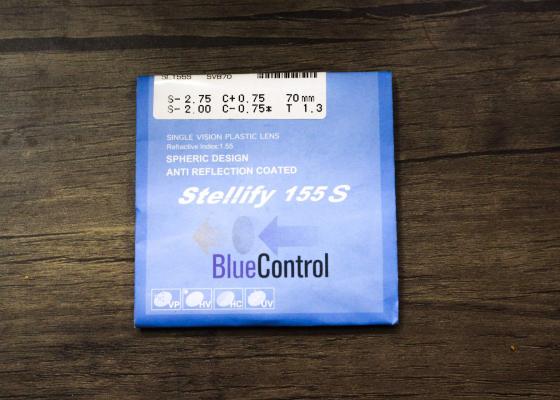 SL155S SVB70
S- 2.75 C+0.75 70mm
S- 2.00 C-0.75* T 1.3
SINGLE VISION PLASTIC LENS
Refractive Index:1.55
SPHERIC DESIGN
ANTI REFLECTION COATED
Stellify 155S
BlueControl
VP HV HC UV